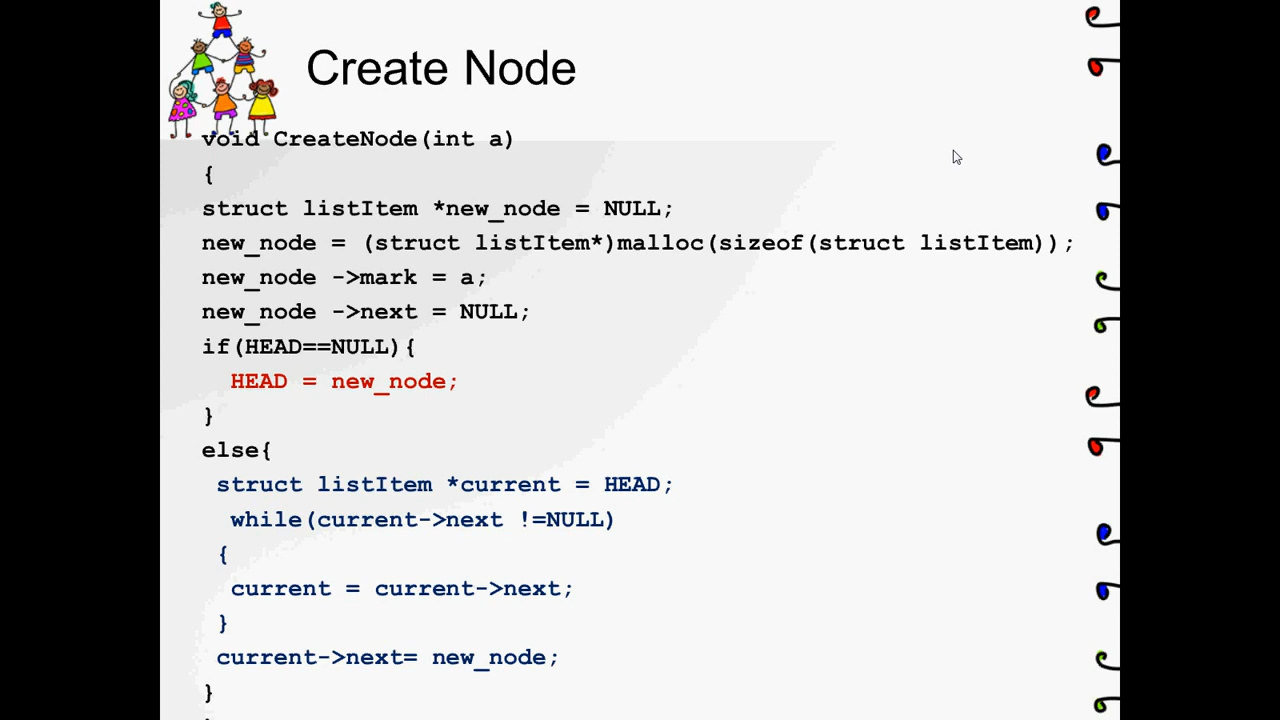 Create Node
void CreateNode(int a)
{
struct listItem *new_node = NULL;
new_node = (struct listItem*)malloc(sizeof(struct listItem));
new_node ->mark = a;
new_node ->next = NULL;
if(HEAD==NULL){
HEAD = new_node;
}
else{
struct listItem *current = HEAD;
while(current->next !=NULL)
{
current = current->next;
}
current->next= new_node;
}